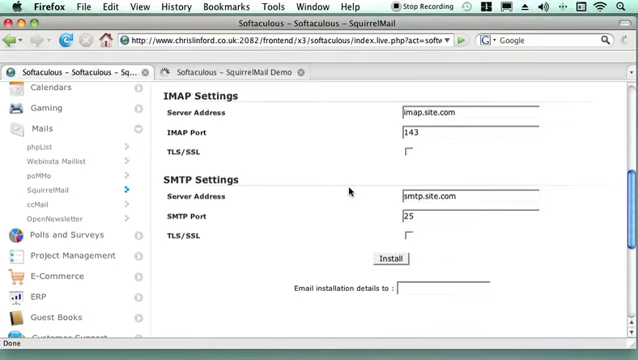 Firefox File Edit View History Bookmarks Tools Window Help Stop Recording
Softaculous – Softaculous – SquirrelMail
http://www.chrislinford.co.uk:2082/frontend/x3/softaculous/index.live.php?act=softw
Google
Softaculous – Softaculous – Sq...
Softaculous – SquirrelMail Demo
Calendars
Gaming
Mails
phpList
Webinsta Maillist
poMMo
SquirrelMail
ccMail
OpenNewsletter
Polls and Surveys
Project Management
E-Commerce
ERP
Guest Books
Customer Support
IMAP Settings
Server Address imap.site.com
IMAP Port 143
TLS/SSL
SMTP Settings
Server Address smtp.site.com
SMTP Port 25
TLS/SSL
Install
Email installation details to :
Done